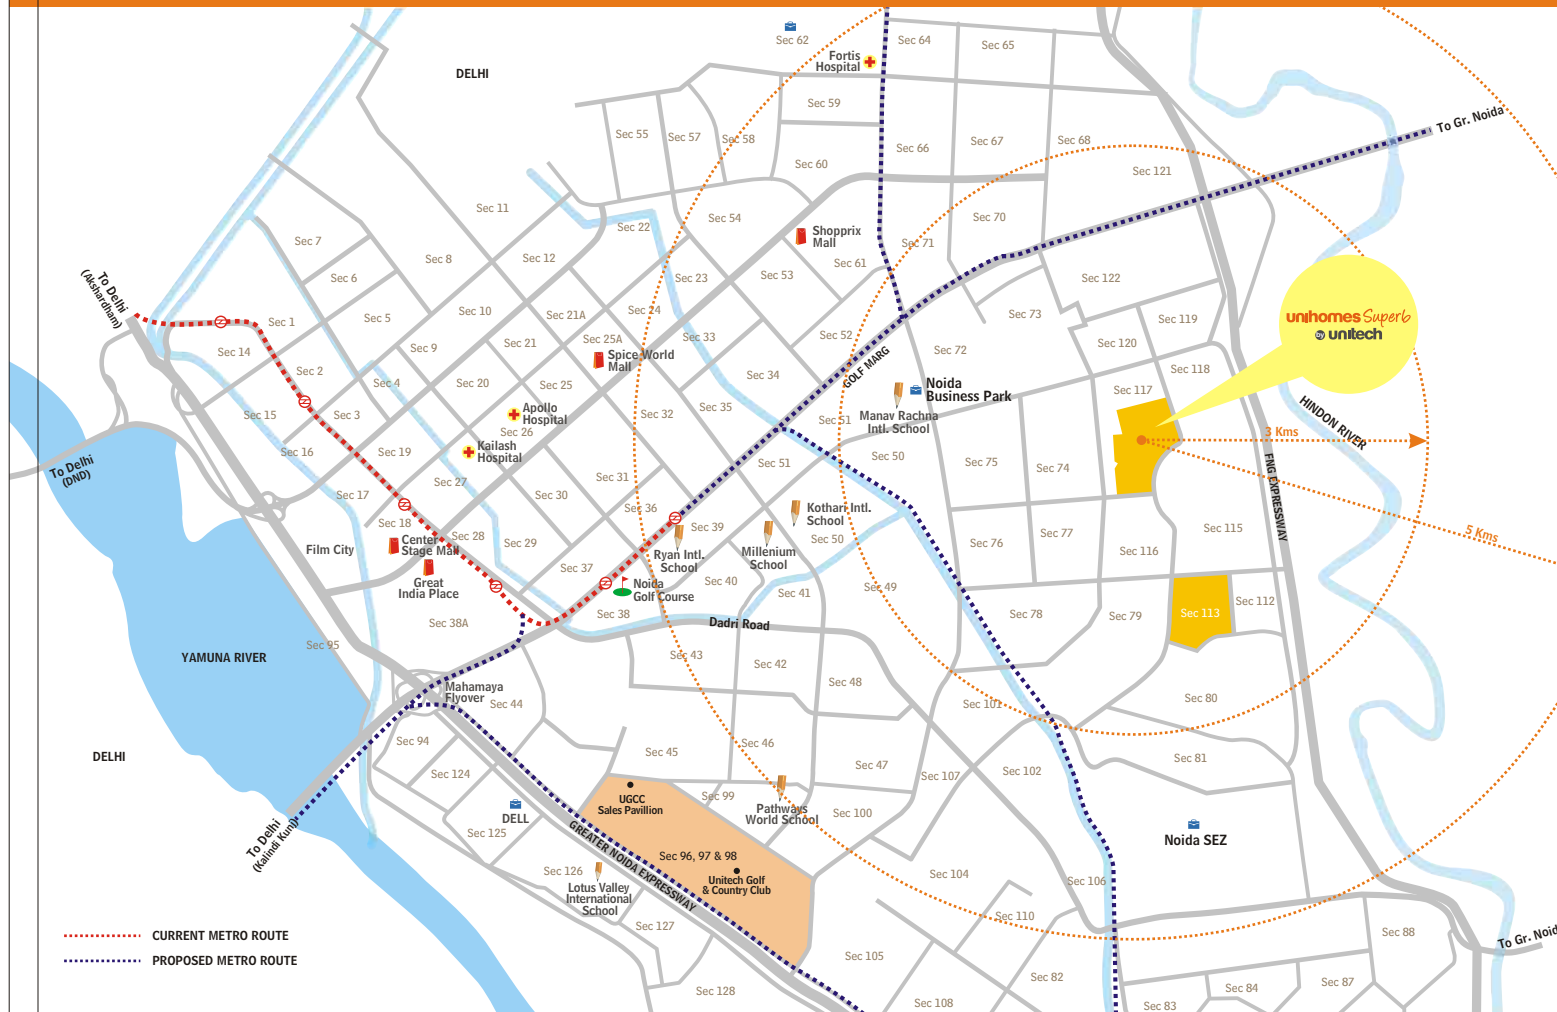 Sec 62
Sec 64
Sec 65
Fortis
Hospital
DELHI
Sec 59
To Gr. Noida
Sec 55
Sec 57
Sec 58
Sec 66
Sec 67
Sec 68
Sec 60
Sec 121
Sec 11
Sec 54
Sec 22
Sec 70
Shopprix
Mall
Sec 7
Sec 71
Sec 8
Sec 12
Sec 61
Sec 6
Sec 23
Sec 53
Sec 122
To Delhi
(Akshardham)
Sec 1
Sec 5
Sec 10
Sec 21A
Sec 24
Sec 73
Sec 119
unihomes Superb
by unitech
Sec 14
Sec 9
Sec 21
Sec 25A
Sec 33
Sec 52
Sec 72
Sec 120
Spice World
Mall
GOLF MARG
Sec 2
Sec 4
Sec 20
Sec 25
Sec 34
Sec 118
Noida
Business Park
Sec 117
Sec 15
Sec 3
Apollo
Hospital
Sec 26
Sec 32
Sec 35
Sec 51
Manav Rachna
Intl. School
HINDON RIVER
3 Kms
Sec 16
Sec 19
Kailash
Hospital
Sec 50
To Delhi
(DND)
Sec 27
Sec 31
Sec 51
Sec 75
Sec 74
FNG EXPRESSWAY
Sec 17
Sec 30
Sec 36
Kothari Intl.
School
Sec 18
Sec 28
Sec 29
Sec 39
Sec 50
Sec 76
Sec 77
Sec 115
5 Kms
Film City
Center
Stage Mall
Ryan Intl.
School
Millenium
School
Sec 116
Great
India Place
Sec 37
Noida
Golf Course
Sec 40
Sec 41
Sec 49
Sec 38A
Sec 38
Dadri Road
Sec 78
Sec 79
Sec 113
Sec 112
Sec 95
YAMUNA RIVER
Sec 43
Sec 42
Sec 48
Mahamaya
Flyover
Sec 44
Sec 101
Sec 80
DELHI
Sec 94
Sec 45
Sec 46
Sec 47
Sec 107
Sec 102
Sec 81
Sec 124
UGCC
Sales Pavillion
Sec 99
Pathways
World School
Sec 100
DELL
Sec 125
To Delhi
(Kalindi Kunj)
GREATER NOIDA EXPRESSWAY
Noida SEZ
Sec 96, 97 & 98
Sec 126
Unitech Golf
& Country Club
Sec 104
Sec 106
Lotus Valley
International
School
Sec 127
Sec 110
Sec 88
To Gr. Noid
CURRENT METRO ROUTE
PROPOSED METRO ROUTE
Sec 105
Sec 82
Sec 128
Sec 108
Sec 83
Sec 84
Sec 87